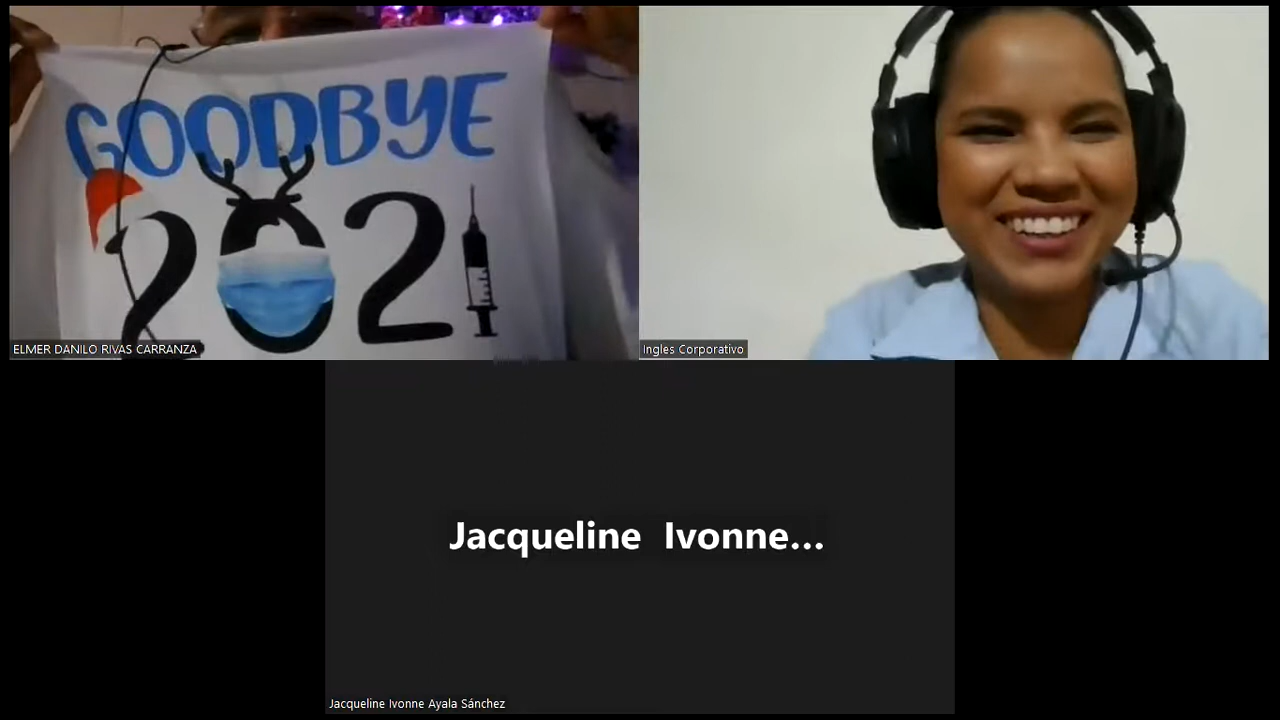 GOODBYE
2021
ELMER DANILO RIVAS CARRANZA
Ingles Corporativo
Jacqueline Ivonne...
Jacqueline Ivonne Ayala Sánchez